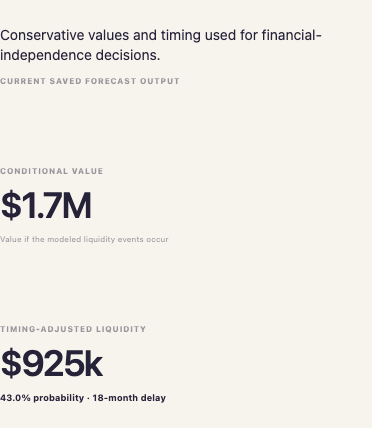 Conservative values and timing used for financial-
independence decisions.
CURRENT SAVED FORECAST OUTPUT
CONDITIONAL VALUE
$1.7M
Value if the modeled liquidity events occur
TIMING-ADJUSTED LIQUIDITY
$925k
43.0% probability · 18-month delay